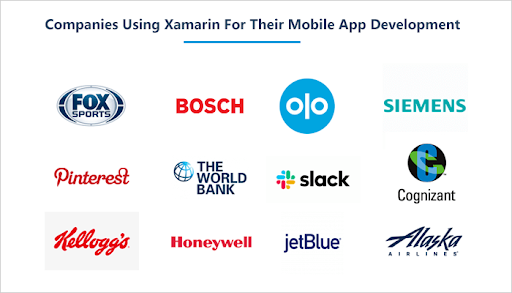 Companies Using Xamarin For Their Mobile App Development
FOX
SPORTS
BOSCH
olo
SIEMENS
Pinterest
THE
WORLD
BANK
slack
Cognizant
Kellogg's
Honeywell
jetBlue
Alaska
AIRLINES